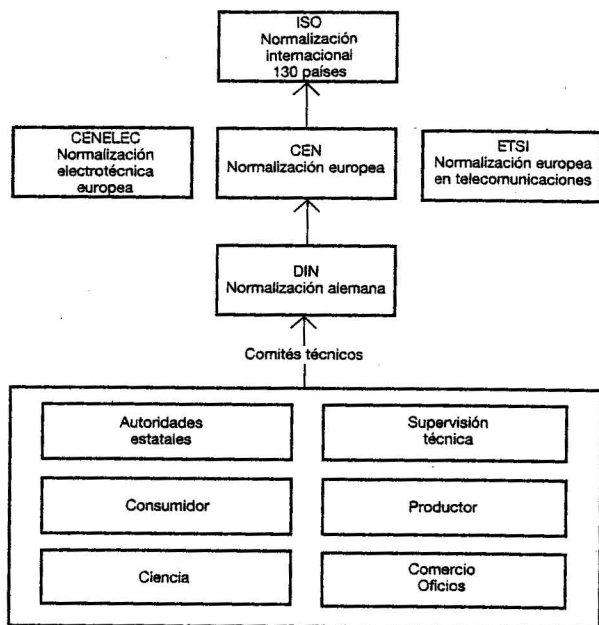 ISO
Normalización
internacional
130 países
CENELEC
Normalización
electrotécnica
europea
CEN
Normalización europea
ETSI
Normalización europea
en telecomunicaciones
DIN
Normalización alemana
Comités técnicos
Autoridades
estatales
Supervisión
técnica
Consumidor
Productor
Ciencia
Comercio
Oficios